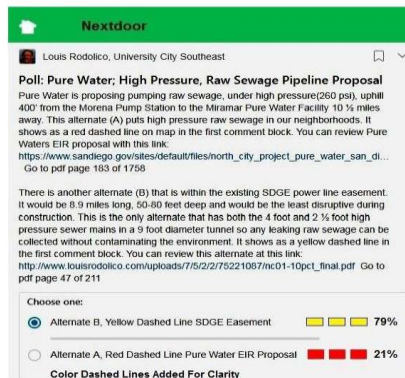 Nextdoor
Louis Rodolico, University City Southeast
Poll: Pure Water; High Pressure, Raw Sewage Pipeline Proposal
Pure Water is proposing pumping raw sewage, under high pressure(260 psi), uphill
400' from the Morena Pump Station to the Miramar Pure Water Facility 10 ½ miles
away. This alternate (A) puts high pressure raw sewage in our neighborhoods. It
shows as a red dashed line on map in the first comment block. You can review Pure
Waters EIR proposal with this link:
https://www.sandiego.gov/sites/default/files/north_city_project_pure_water_san_di...
Go to pdf page 183 of 1758
There is another alternate (B) that is within the existing SDGE power line easement.
It would be 8.9 miles long, 50-80 feet deep and would be the least disruptive during
construction. This is the only alternate that has both the 4 foot and 2 ½ foot high
pressure sewer mains in a 9 foot diameter tunnel so any leaking raw sewage can be
collected without contaminating the environment. It shows as a yellow dashed line in
the first comment block. You can review this alternate at this link:
http://www.louisrodolico.com/uploads/7/5/2/2/75221087/nc01-10pct_final.pdf Go to
pdf page 47 of 211
Choose one:
Alternate B, Yellow Dashed Line SDGE Easement 79%
Alternate A, Red Dashed Line Pure Water EIR Proposal 21%
Color Dashed Lines Added For Clarity